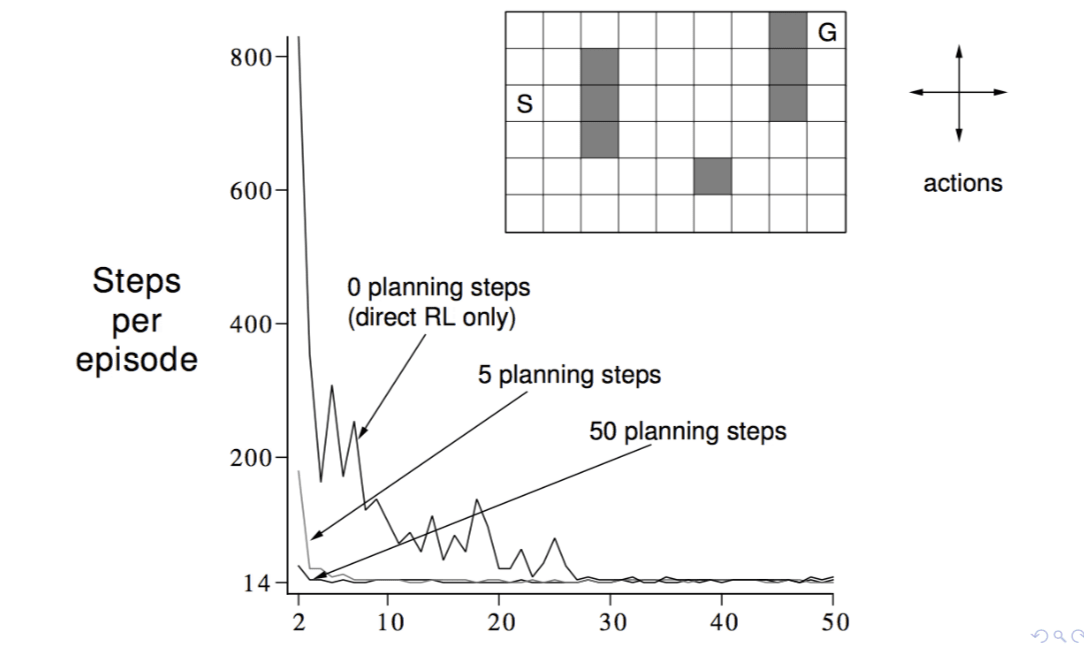 800
600
400
200
14
Steps
per
episode
G
S
actions
0 planning steps
(direct RL only)
5 planning steps
50 planning steps
2
10
20
30
40
50